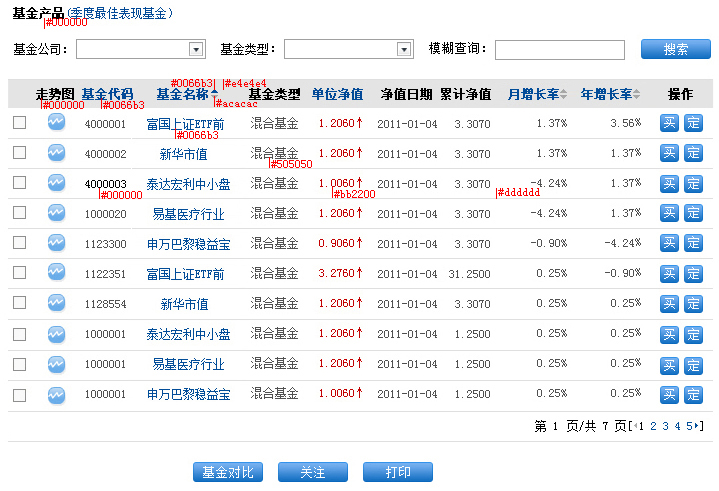 基金产品(季度最佳表现基金)
|#000000
基金公司： 基金类型： 模糊查询： 搜索
|#0066b3| |#e4e4e4
走势图 基金代码 基金名称 基金类型 单位净值 净值日期 累计净值 月增长率 年增长率 操作
|#000000 |#0066b3 |#acacac
4000001 富国上证ETF前 混合基金 1.2060↑ 2011-01-04 3.3070 1.37% 3.56% 买 定
|#0066b3
4000002 新华市值 混合基金 1.2060↑ 2011-01-04 3.3070 1.37% 1.37% 买 定
|#505050
4000003 泰达宏利中小盘 混合基金 1.0060↑ 2011-01-04 3.3070 -4.24% 1.37% 买 定
|#000000 |#bb2200 |#dddddd
1000020 易基医疗行业 混合基金 1.2060↑ 2011-01-04 3.3070 -4.24% 1.37% 买 定
1123300 申万巴黎稳益宝 混合基金 0.9060↑ 2011-01-04 3.3070 -0.90% -4.24% 买 定
1122351 富国上证ETF前 混合基金 3.2760↑ 2011-01-04 31.2500 0.25% -0.90% 买 定
1128554 新华市值 混合基金 1.2060↑ 2011-01-04 3.3070 0.25% 0.25% 买 定
1000001 泰达宏利中小盘 混合基金 1.2060↑ 2011-01-04 1.2500 0.25% 0.25% 买 定
1000001 易基医疗行业 混合基金 1.2060↑ 2011-01-04 1.2500 0.25% 0.25% 买 定
1000001 申万巴黎稳益宝 混合基金 1.0060↑ 2011-01-04 1.2500 0.25% 0.25% 买 定
第 1 页/共 7 页[1 2 3 4 5]
基金对比 关注 打印